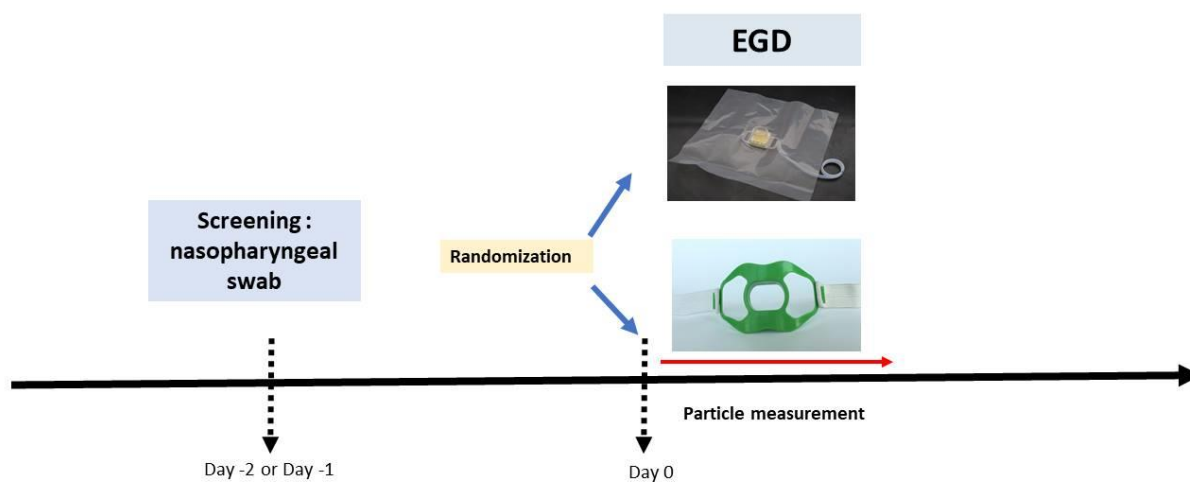 EGD
Screening :
nasopharyngeal
swab
Randomization
Particle measurement
Day -2 or Day -1
Day 0